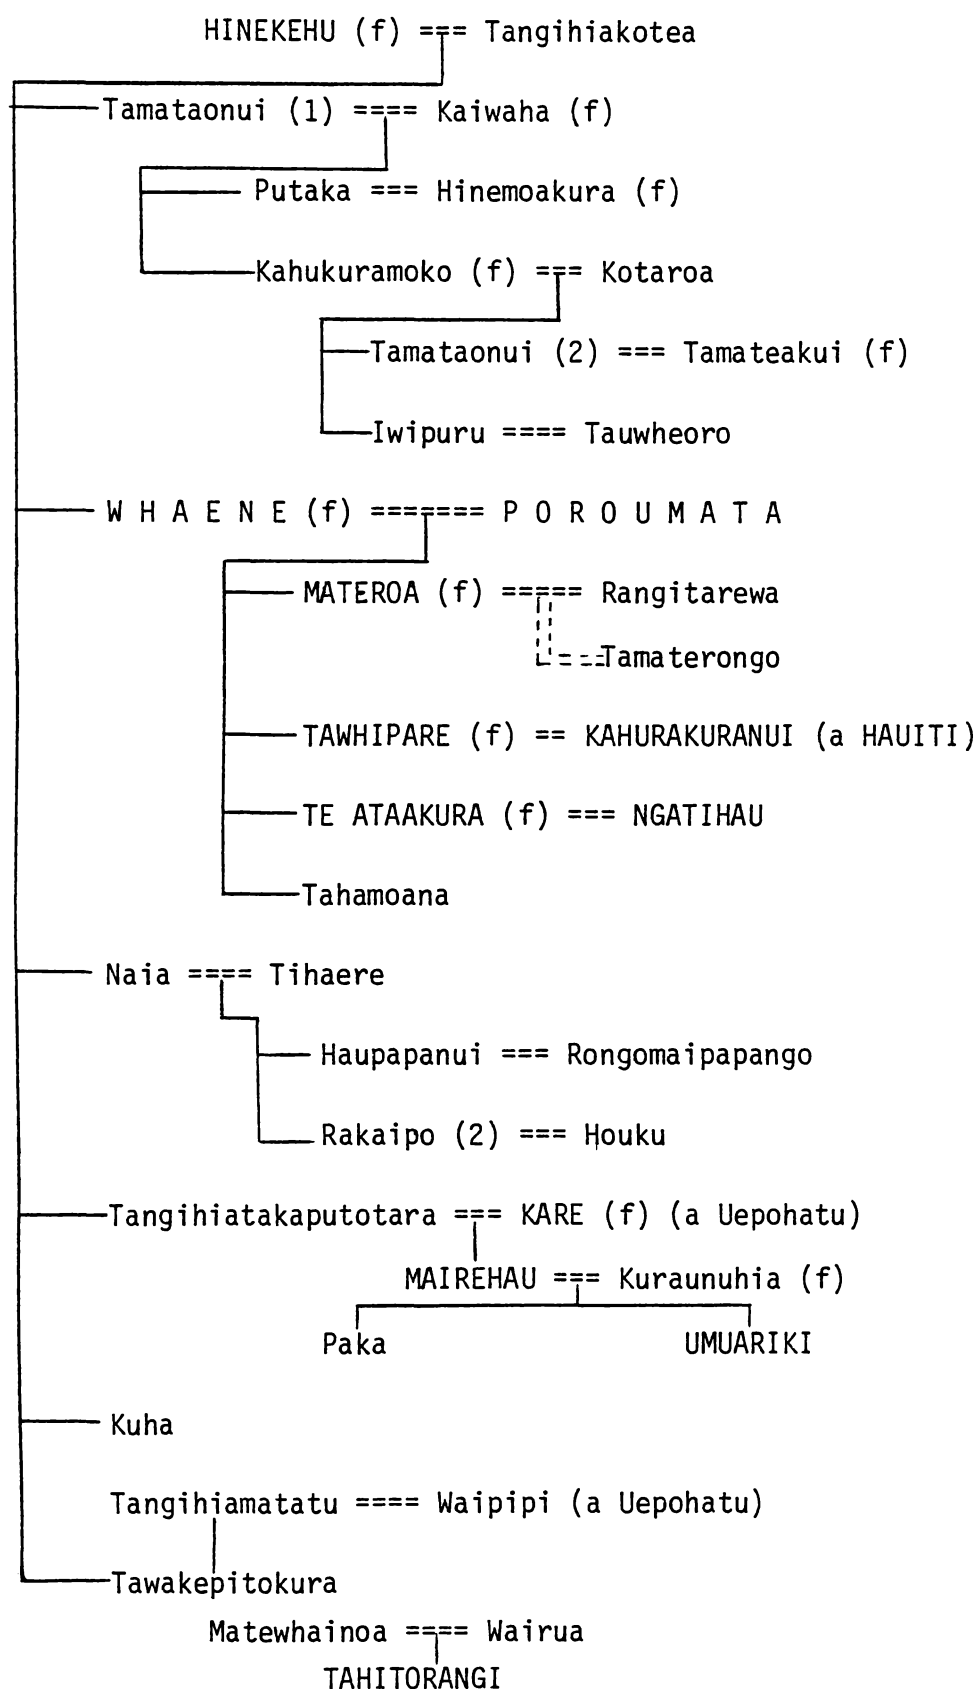 HINEKEHU (f) === Tangihiakotea
Tamataonui (1) ==== Kaiwaha (f)
Putaka === Hinemoakura (f)
Kahukuramoko (f) === Kotaroa
Tamataonui (2) === Tamateakui (f)
Iwipuru ==== Tauwheoro
W H A E N E (f) ======= P O R O U M A T A
MATEROA (f) ===== Rangitarewa
Tamaterongo
TAWHIPARE (f) == KAHURAKURANUI (a HAUITI)
TE ATAAKURA (f) === NGATIHAU
Tahamoana
Naia ==== Tihaere
Haupapanui === Rongomaipapango
Rakaipo (2) === Houku
Tangihiatakaputotara === KARE (f) (a Uepohatu)
MAIREHAU === Kuraunuhia (f)
Paka UMUARIKI
Kuha
Tangihiamatatu ==== Waipipi (a Uepohatu)
Tawakepitokura
Matewhainoa ==== Wairua
TAHITORANGI